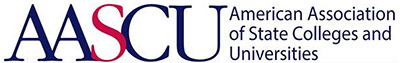 AASCU
American Association
of State Colleges and
Universities